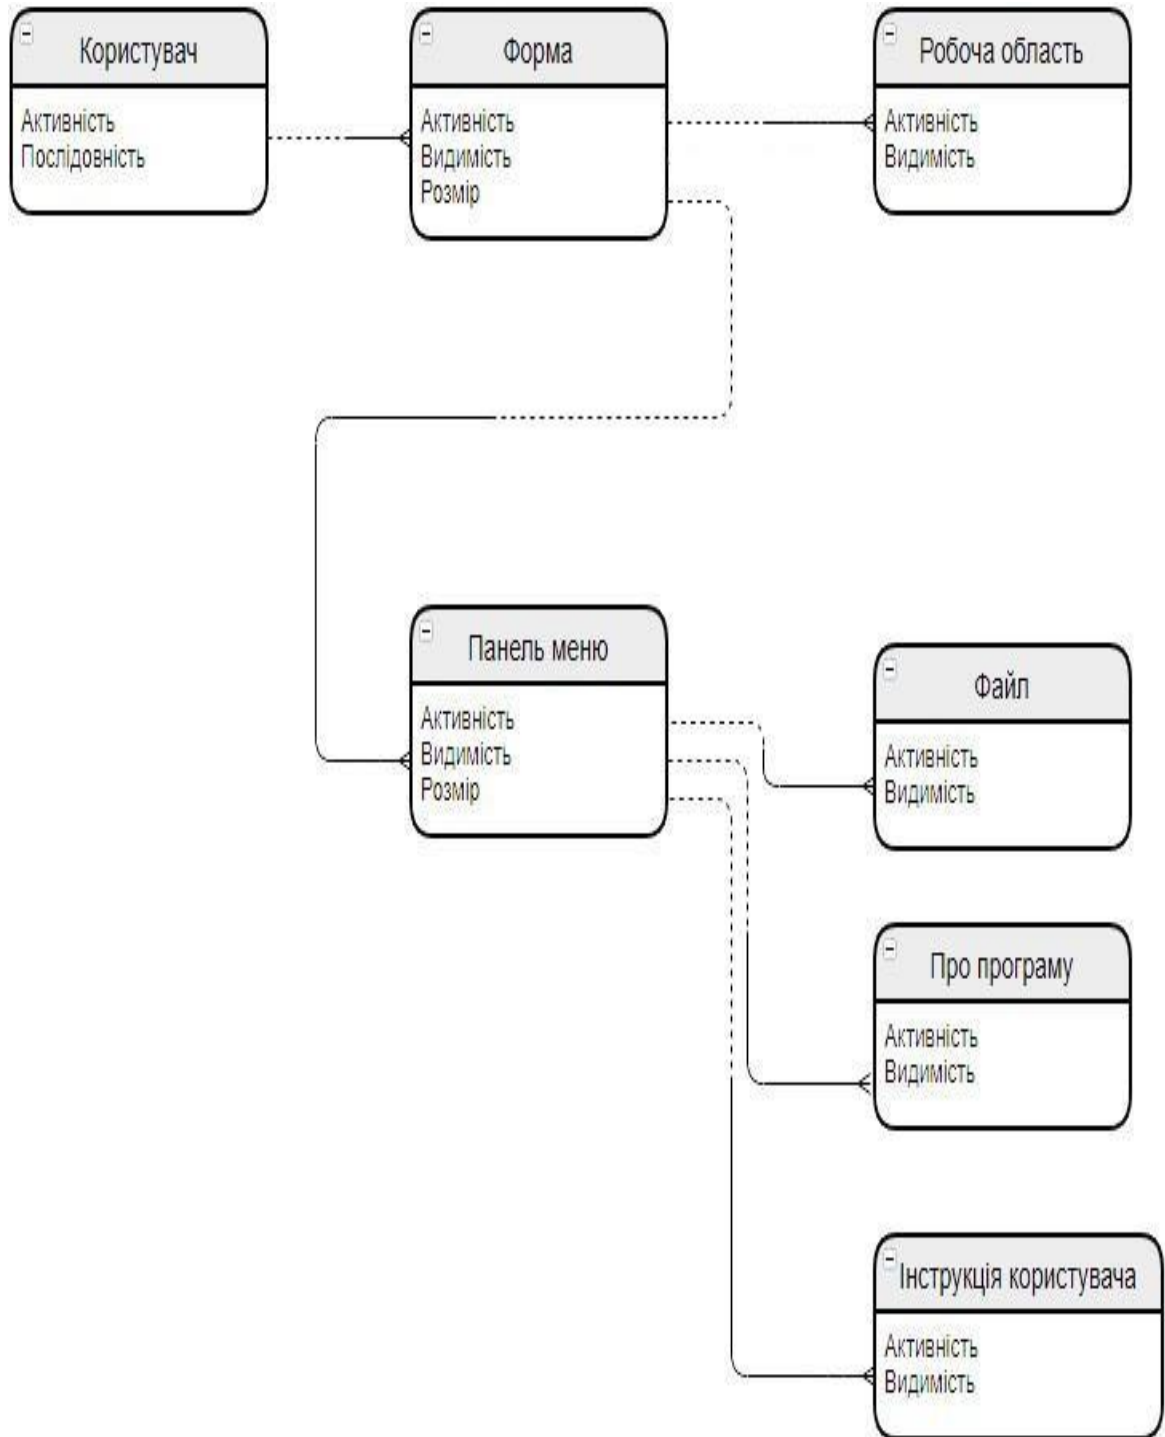 Користувач
Активність
Послідовність
Форма
Активність
Видимість
Розмір
Робоча область
Активність
Видимість
Панель меню
Активність
Видимість
Розмір
Файл
Активність
Видимість
Про програму
Активність
Видимість
Інструкція користувача
Активність
Видимість